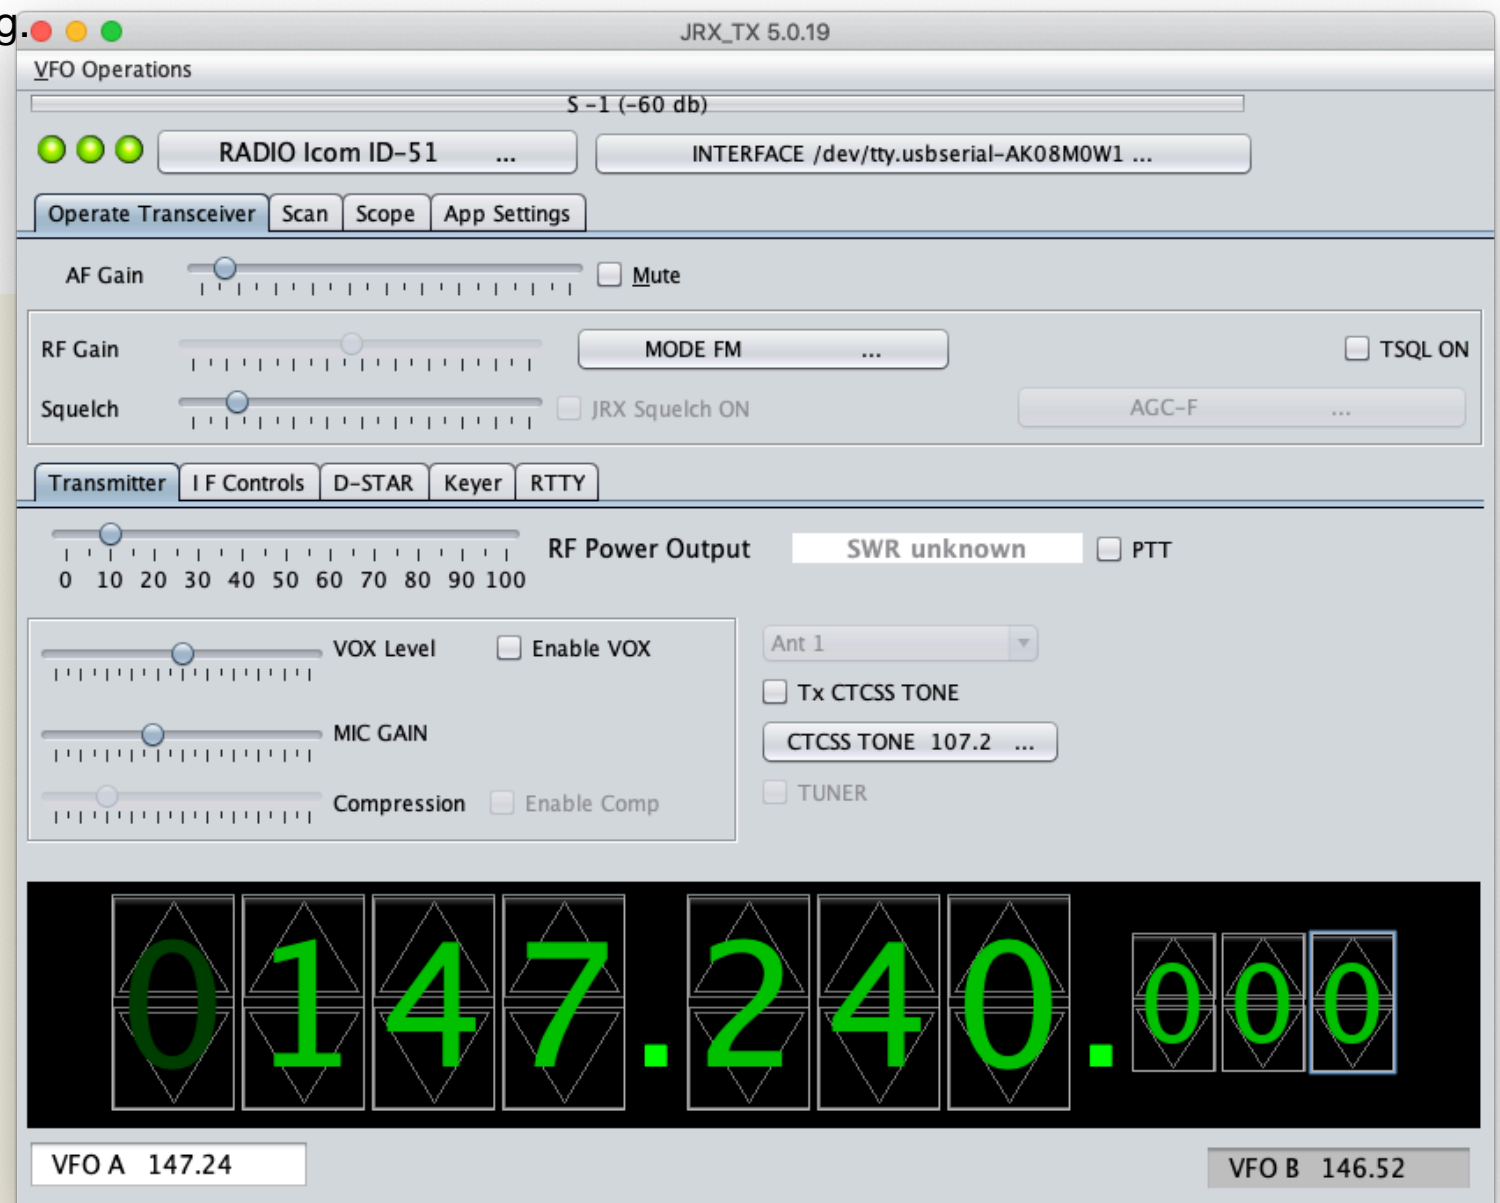 g.
JRX_TX 5.0.19
VFO Operations
S -1 (-60 db)
RADIO Icom ID-51 ... INTERFACE /dev/tty.usbserial-AK08M0W1 ...
Operate Transceiver Scan Scope App Settings
AF Gain Mute
RF Gain MODE FM ... TSQL ON
Squelch JRX Squelch ON AGC-F ...
Transmitter I F Controls D-STAR Keyer RTTY
RF Power Output SWR unknown PTT
0 10 20 30 40 50 60 70 80 90 100
VOX Level Enable VOX Ant 1
Tx CTCSS TONE
MIC GAIN CTCSS TONE 107.2 ...
Compression Enable Comp TUNER
0147.240.000
VFO A 147.24 VFO B 146.52